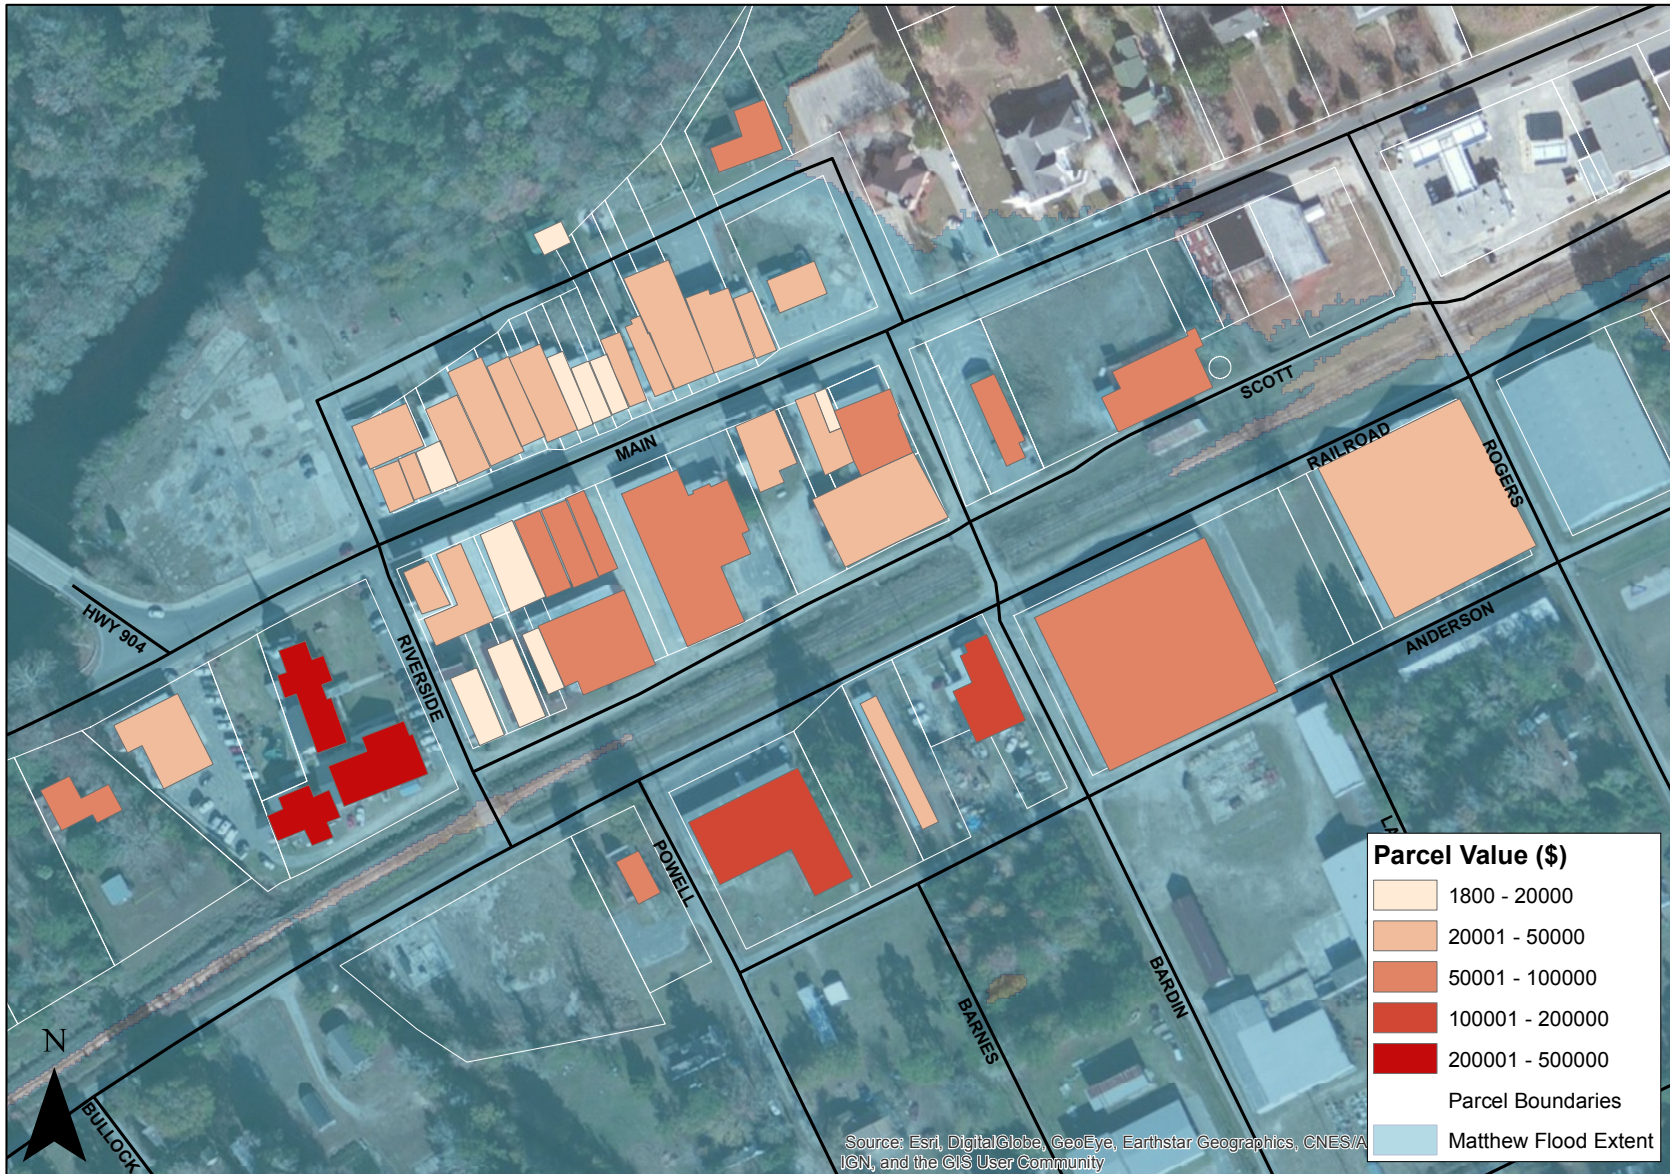 SCOTT
MAIN
RAILROAD
ROGERS
HWY 904
RIVERSIDE
ANDERSON
POWELL
BARDIN
BARNES
BULLOCK
N
Parcel Value ($)
1800 - 20000
20001 - 50000
50001 - 100000
100001 - 200000
200001 - 500000
Parcel Boundaries
Matthew Flood Extent
Source: Esri, DigitalGlobe, GeoEye, Earthstar Geographics, CNES/A
IGN, and the GIS User Community